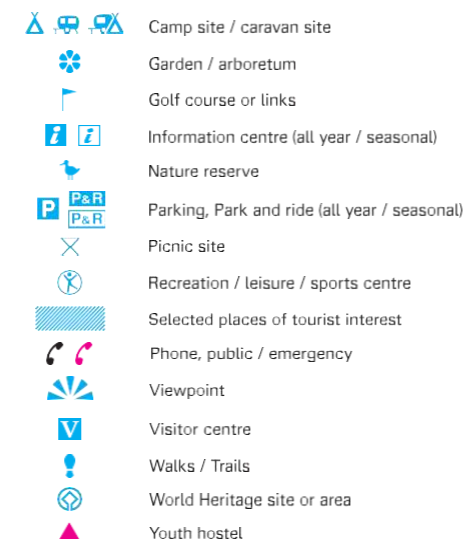 Camp site / caravan site
Garden / arboretum
Golf course or links
i i Information centre (all year / seasonal)
Nature reserve
P P&R P&R Parking, Park and ride (all year / seasonal)
Picnic site
Recreation / leisure / sports centre
Selected places of tourist interest
Phone, public / emergency
Viewpoint
V Visitor centre
Walks / Trails
World Heritage site or area
Youth hostel